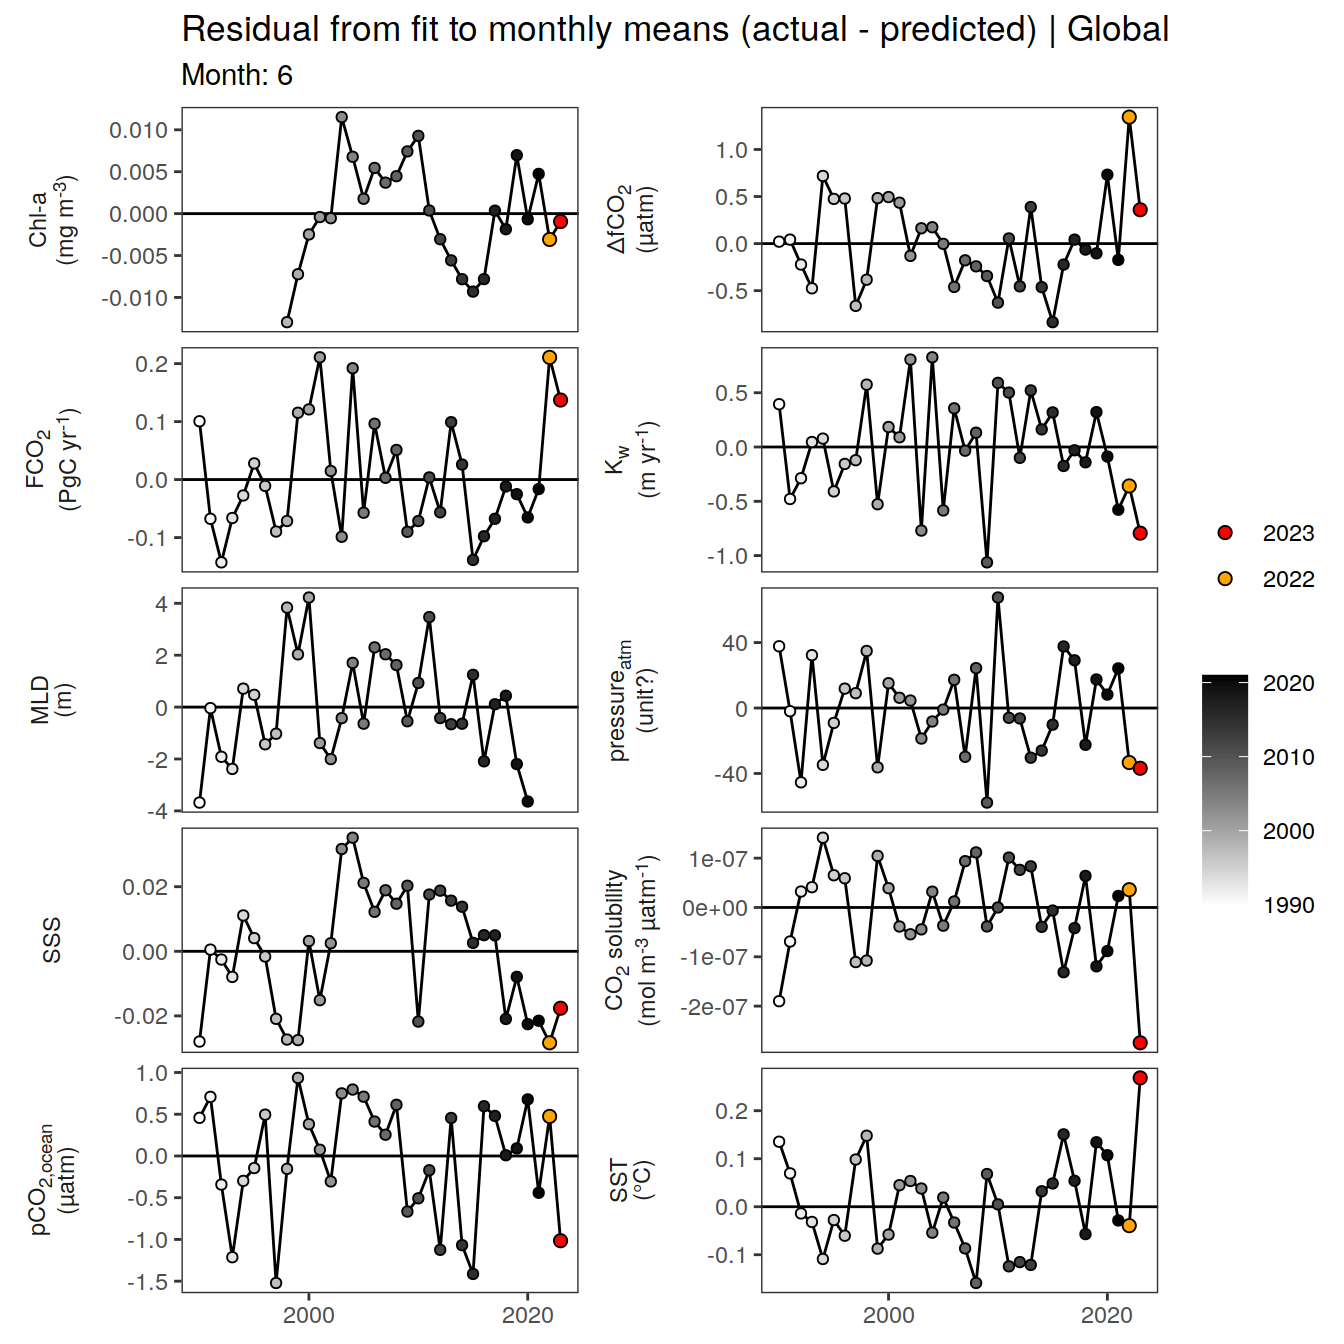 Residual from fit to monthly means (actual - predicted) | Global
Month: 6
Chl-a
(mg m-3)
0.010
0.005
0.000
-0.005
-0.010
ΔfCO2
(µatm)
1.0
0.5
0.0
-0.5
FCO2
(PgC yr-1)
0.2
0.1
0.0
-0.1
Kw
(m yr-1)
0.5
0.0
-0.5
-1.0
MLD
(m)
4
2
0
-2
-4
pressureatm
(unit?)
40
0
-40
SSS
0.02
0.00
-0.02
CO2 solubility
(mol m-3 µatm-1)
1e-07
0e+00
-1e-07
-2e-07
pCO2,ocean
(µatm)
1.0
0.5
0.0
-0.5
-1.0
-1.5
SST
(°C)
0.2
0.1
0.0
-0.1
2000
2020
2000
2020
2023
2022
2020
2010
2000
1990